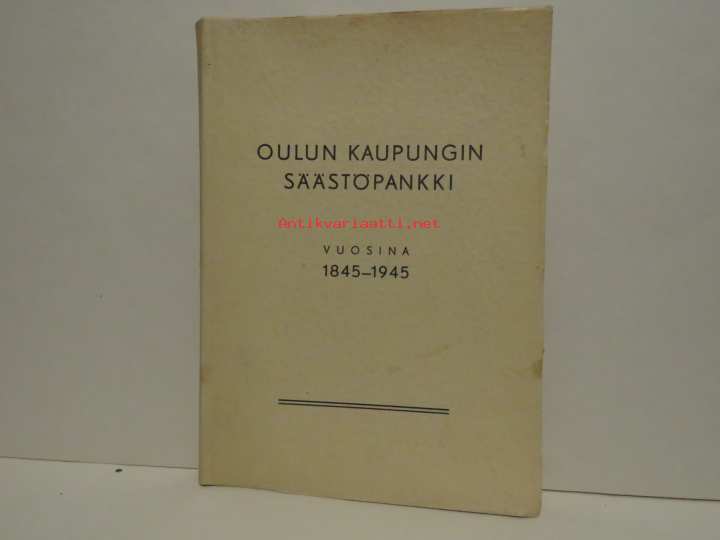 OULUN KAUPUNGIN
SÄÄSTÖPANKKI
Antikvariaatti.net
VUOSINA
1845–1945